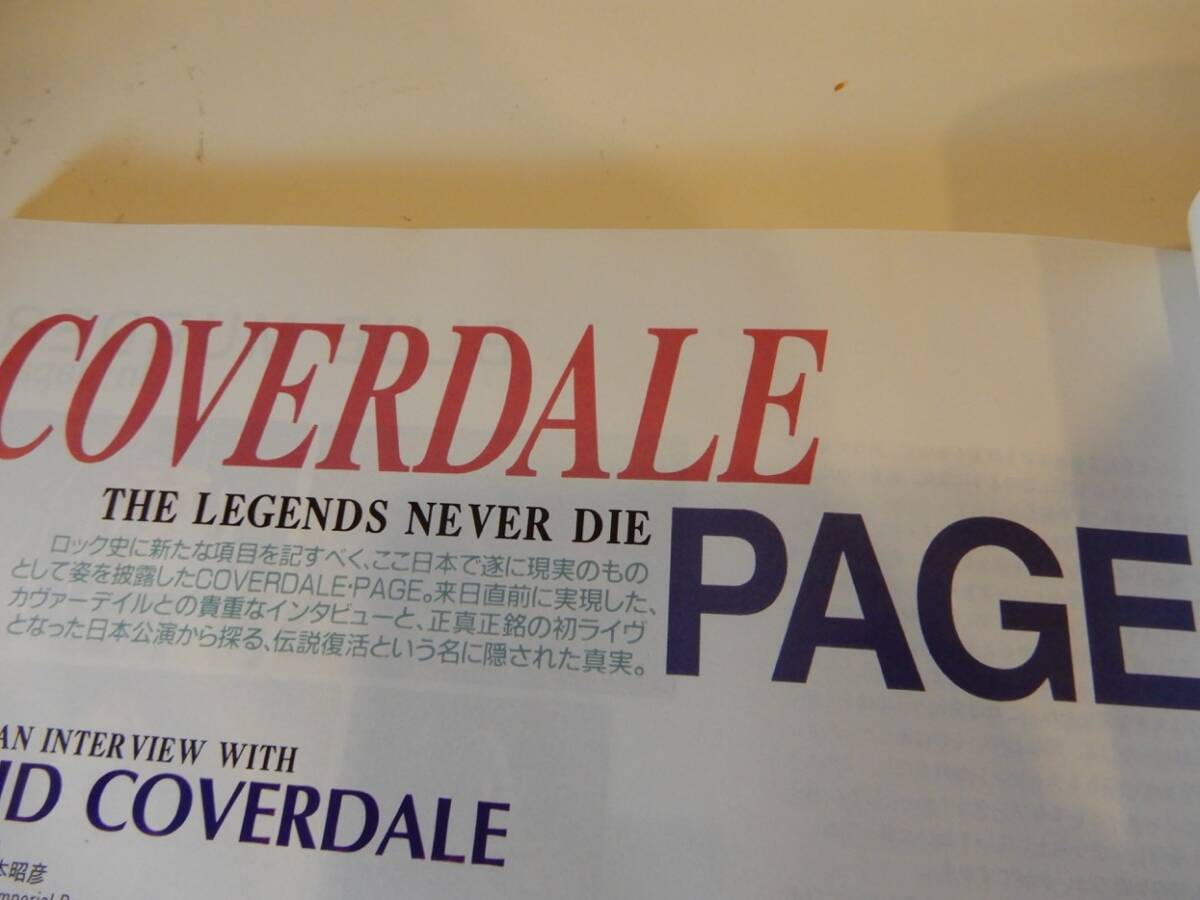 COVERDALE
THE LEGENDS NEVER DIE
PAGE
ロック史に新たな項目を記すべく、ここ日本で遂に現実のもの
として姿を披露したCOVERDALE・PAGE。来日直前に実現した、
カヴァーデイルとの貴重なインタビューと、正真正銘の初ライヴ
となった日本公演から探る、伝説復活という名に隠された真実。
AN INTERVIEW WITH
ID COVERDALE
木昭彦